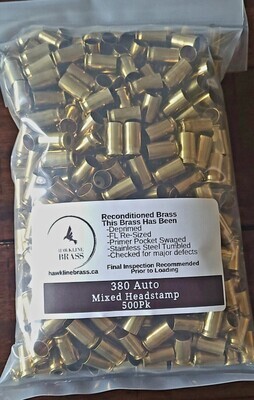 Reconditioned Brass
This Brass Has Been
-Deprimed
-FL Re-Sized
-Primer Pocket Swaged
-Stainless Steel Tumbled
-Checked for major defects
Final Inspection Recommended
Prior to Loading
HAWKLINE
BRASS
hawklinebrass.ca
380 Auto
Mixed Headstamp
500Pk